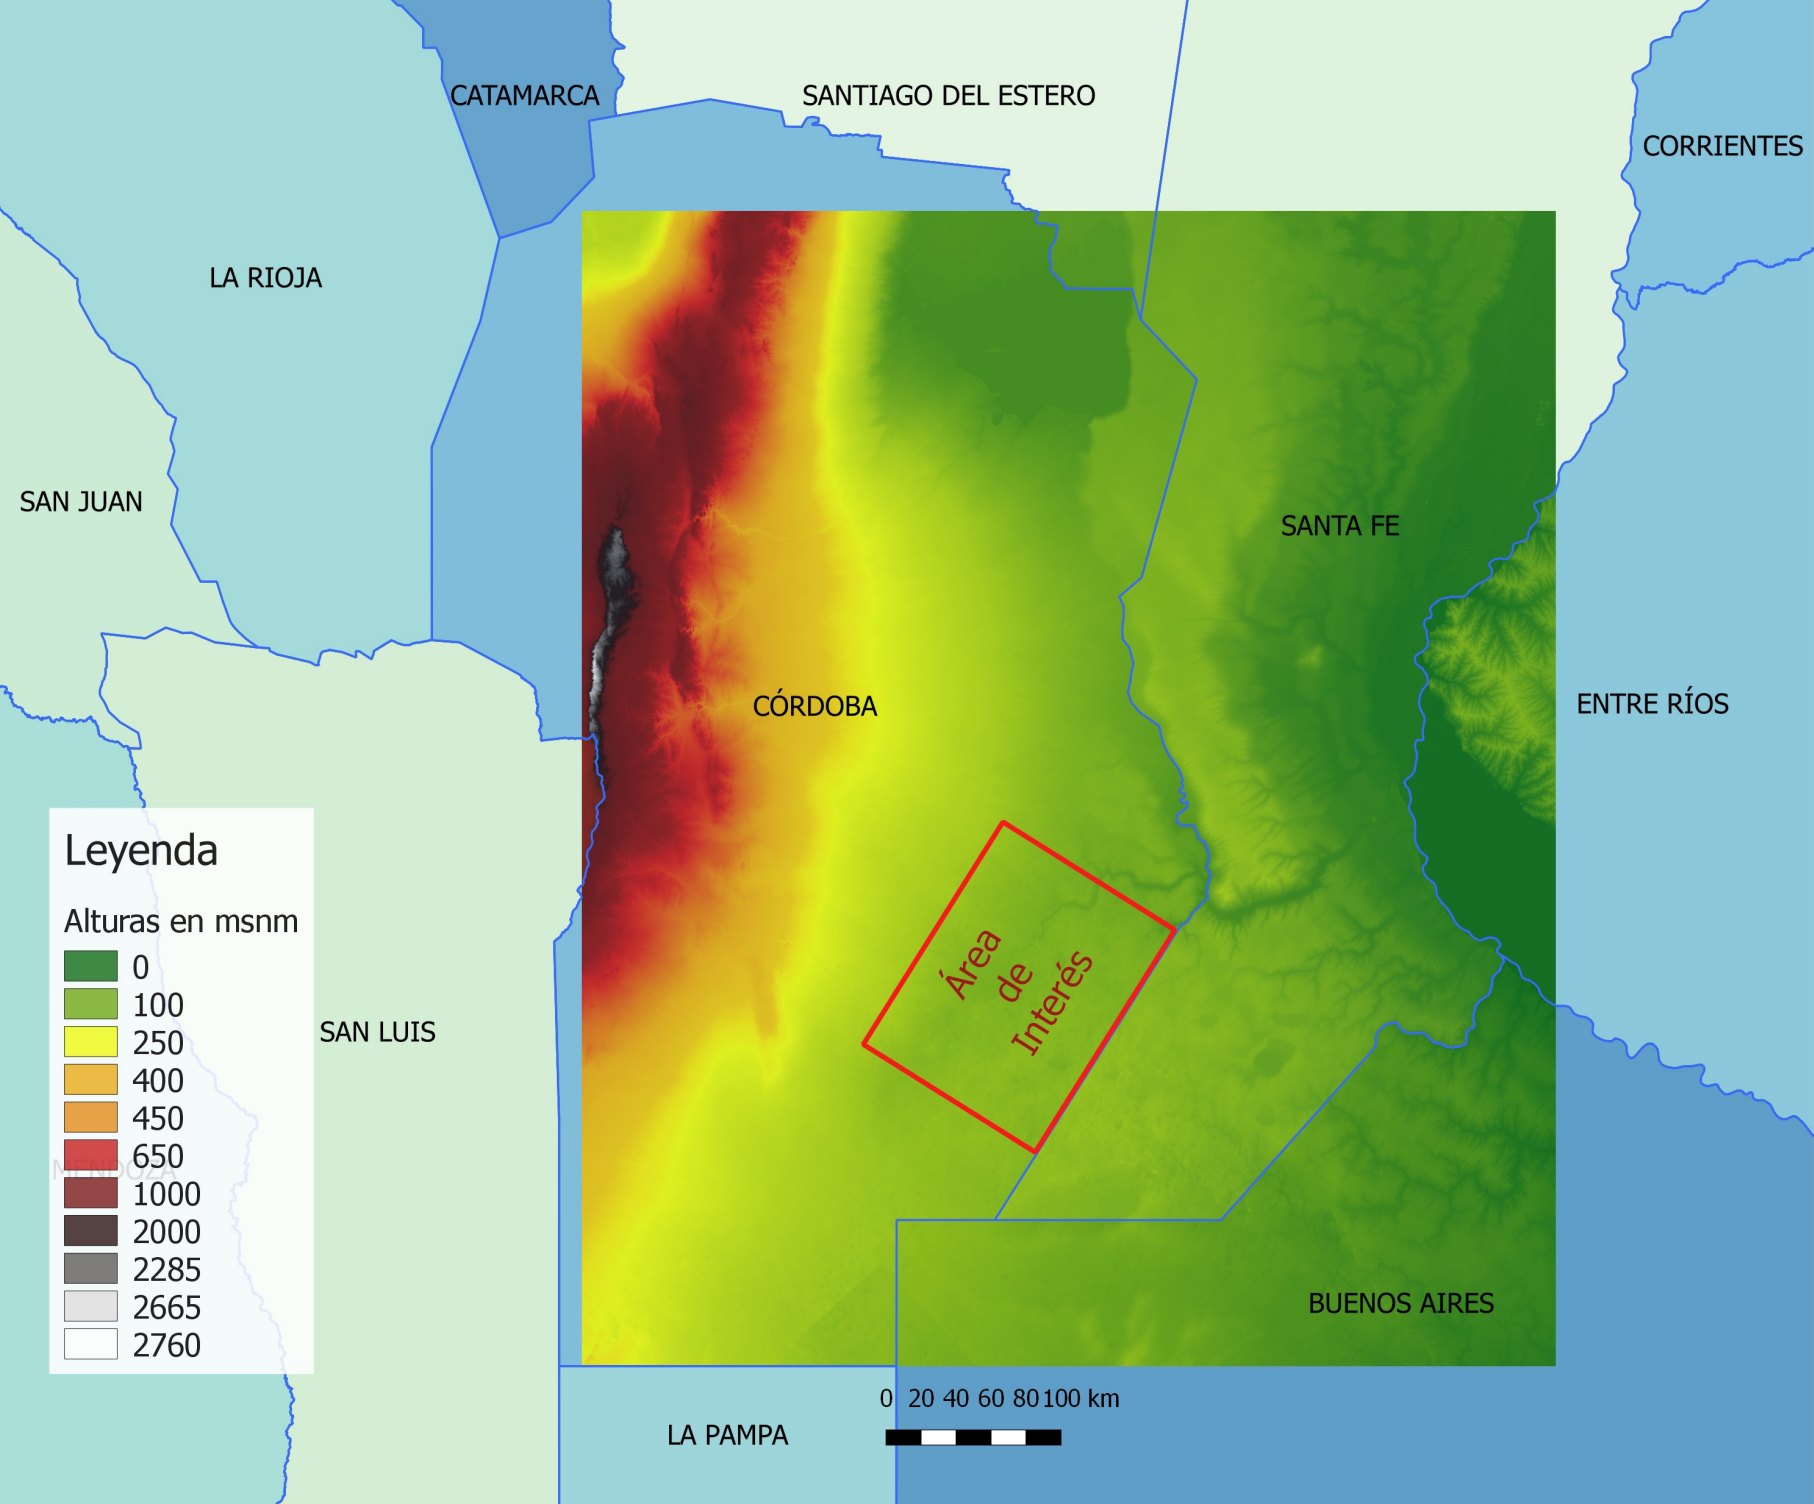 CATAMARCA
SANTIAGO DEL ESTERO
CORRIENTES
LA RIOJA
SAN JUAN
SANTA FE
CÓRDOBA
ENTRE RÍOS
Área
de
Interés
SAN LUIS
Leyenda
Alturas en msnm
0
100
250
400
450
650
MENDOZA
1000
2000
2285
2665
2760
BUENOS AIRES
0 20 40 60 80 100 km
LA PAMPA